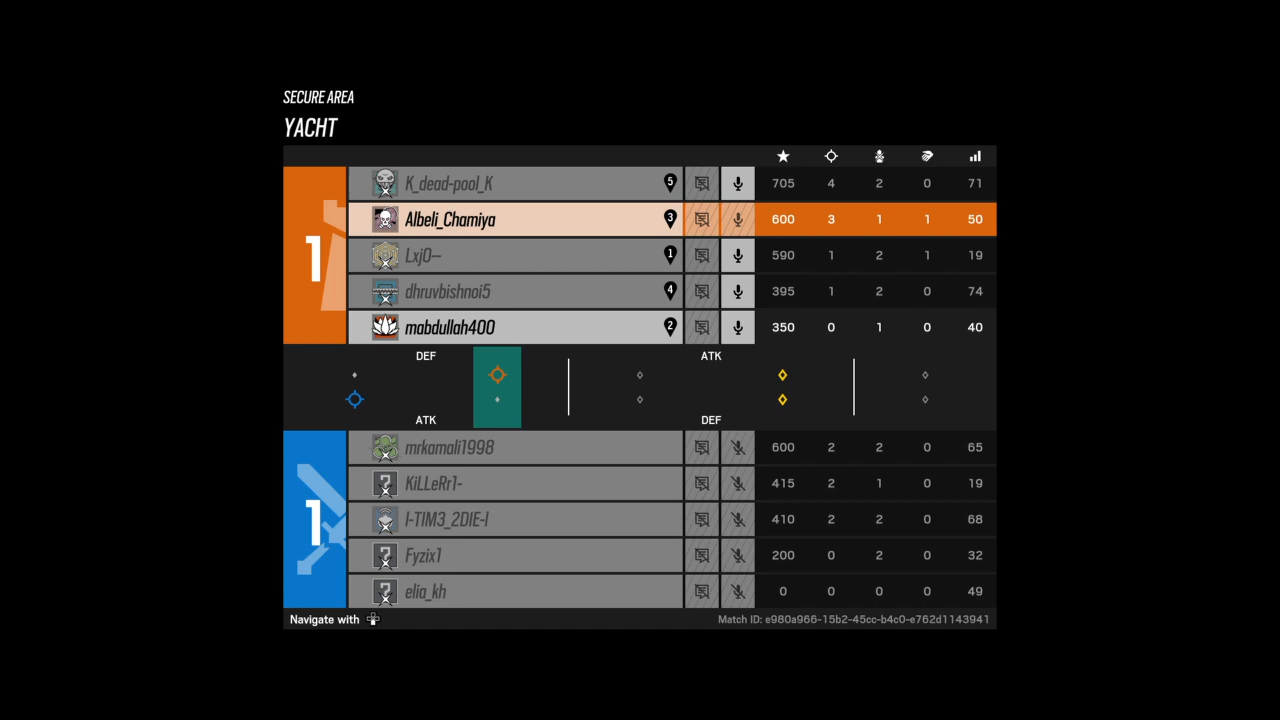 SECURE AREA
YACHT
1
K_dead-pool_K 5 705 4 2 0 71
Albeli_Chamiya 3 600 3 1 1 50
LxjO-- 1 590 1 2 1 19
dhruvbishnoi5 4 395 1 2 0 74
mabdullah400 2 350 0 1 0 40
DEF ATK
ATK DEF
1
mrkamali1998 600 2 2 0 65
? KiLLeRr1- 415 2 1 0 19
I-TIM3_2DIE-I 410 2 2 0 68
? Fyzix1 200 0 2 0 32
? elia_kh 0 0 0 0 49
Navigate with Match ID: e980a966-15b2-45cc-b4c0-e762d1143941